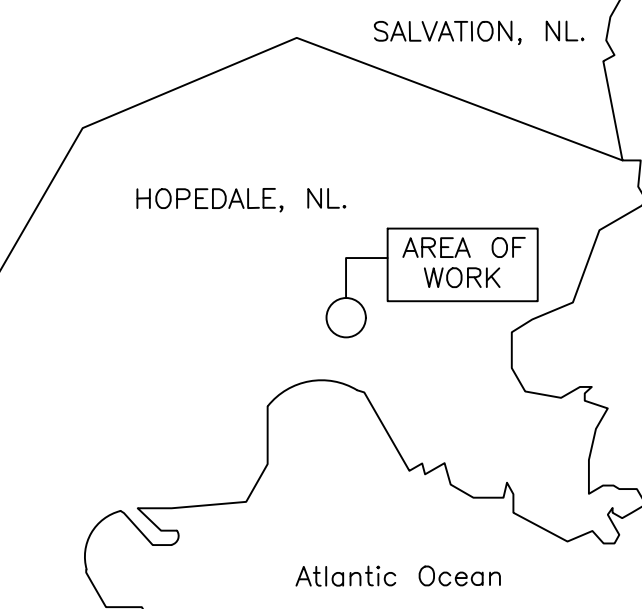 SALVATION, NL.
HOPEDALE, NL.
AREA OF
WORK
Atlantic Ocean